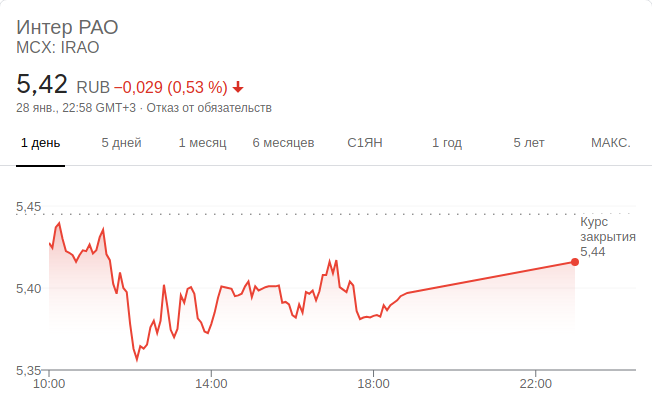 Интер РАО
MCX: IRAO
5,42 RUB −0,029 (0,53 %)
28 янв., 22:58 GMT+3 · Отказ от обязательств
1 день 5 дней 1 месяц 6 месяцев С1ЯН 1 год 5 лет МАКС.
5,45
Курс
закрытия
5,44
5,40
5,35
10:00 14:00 18:00 22:00